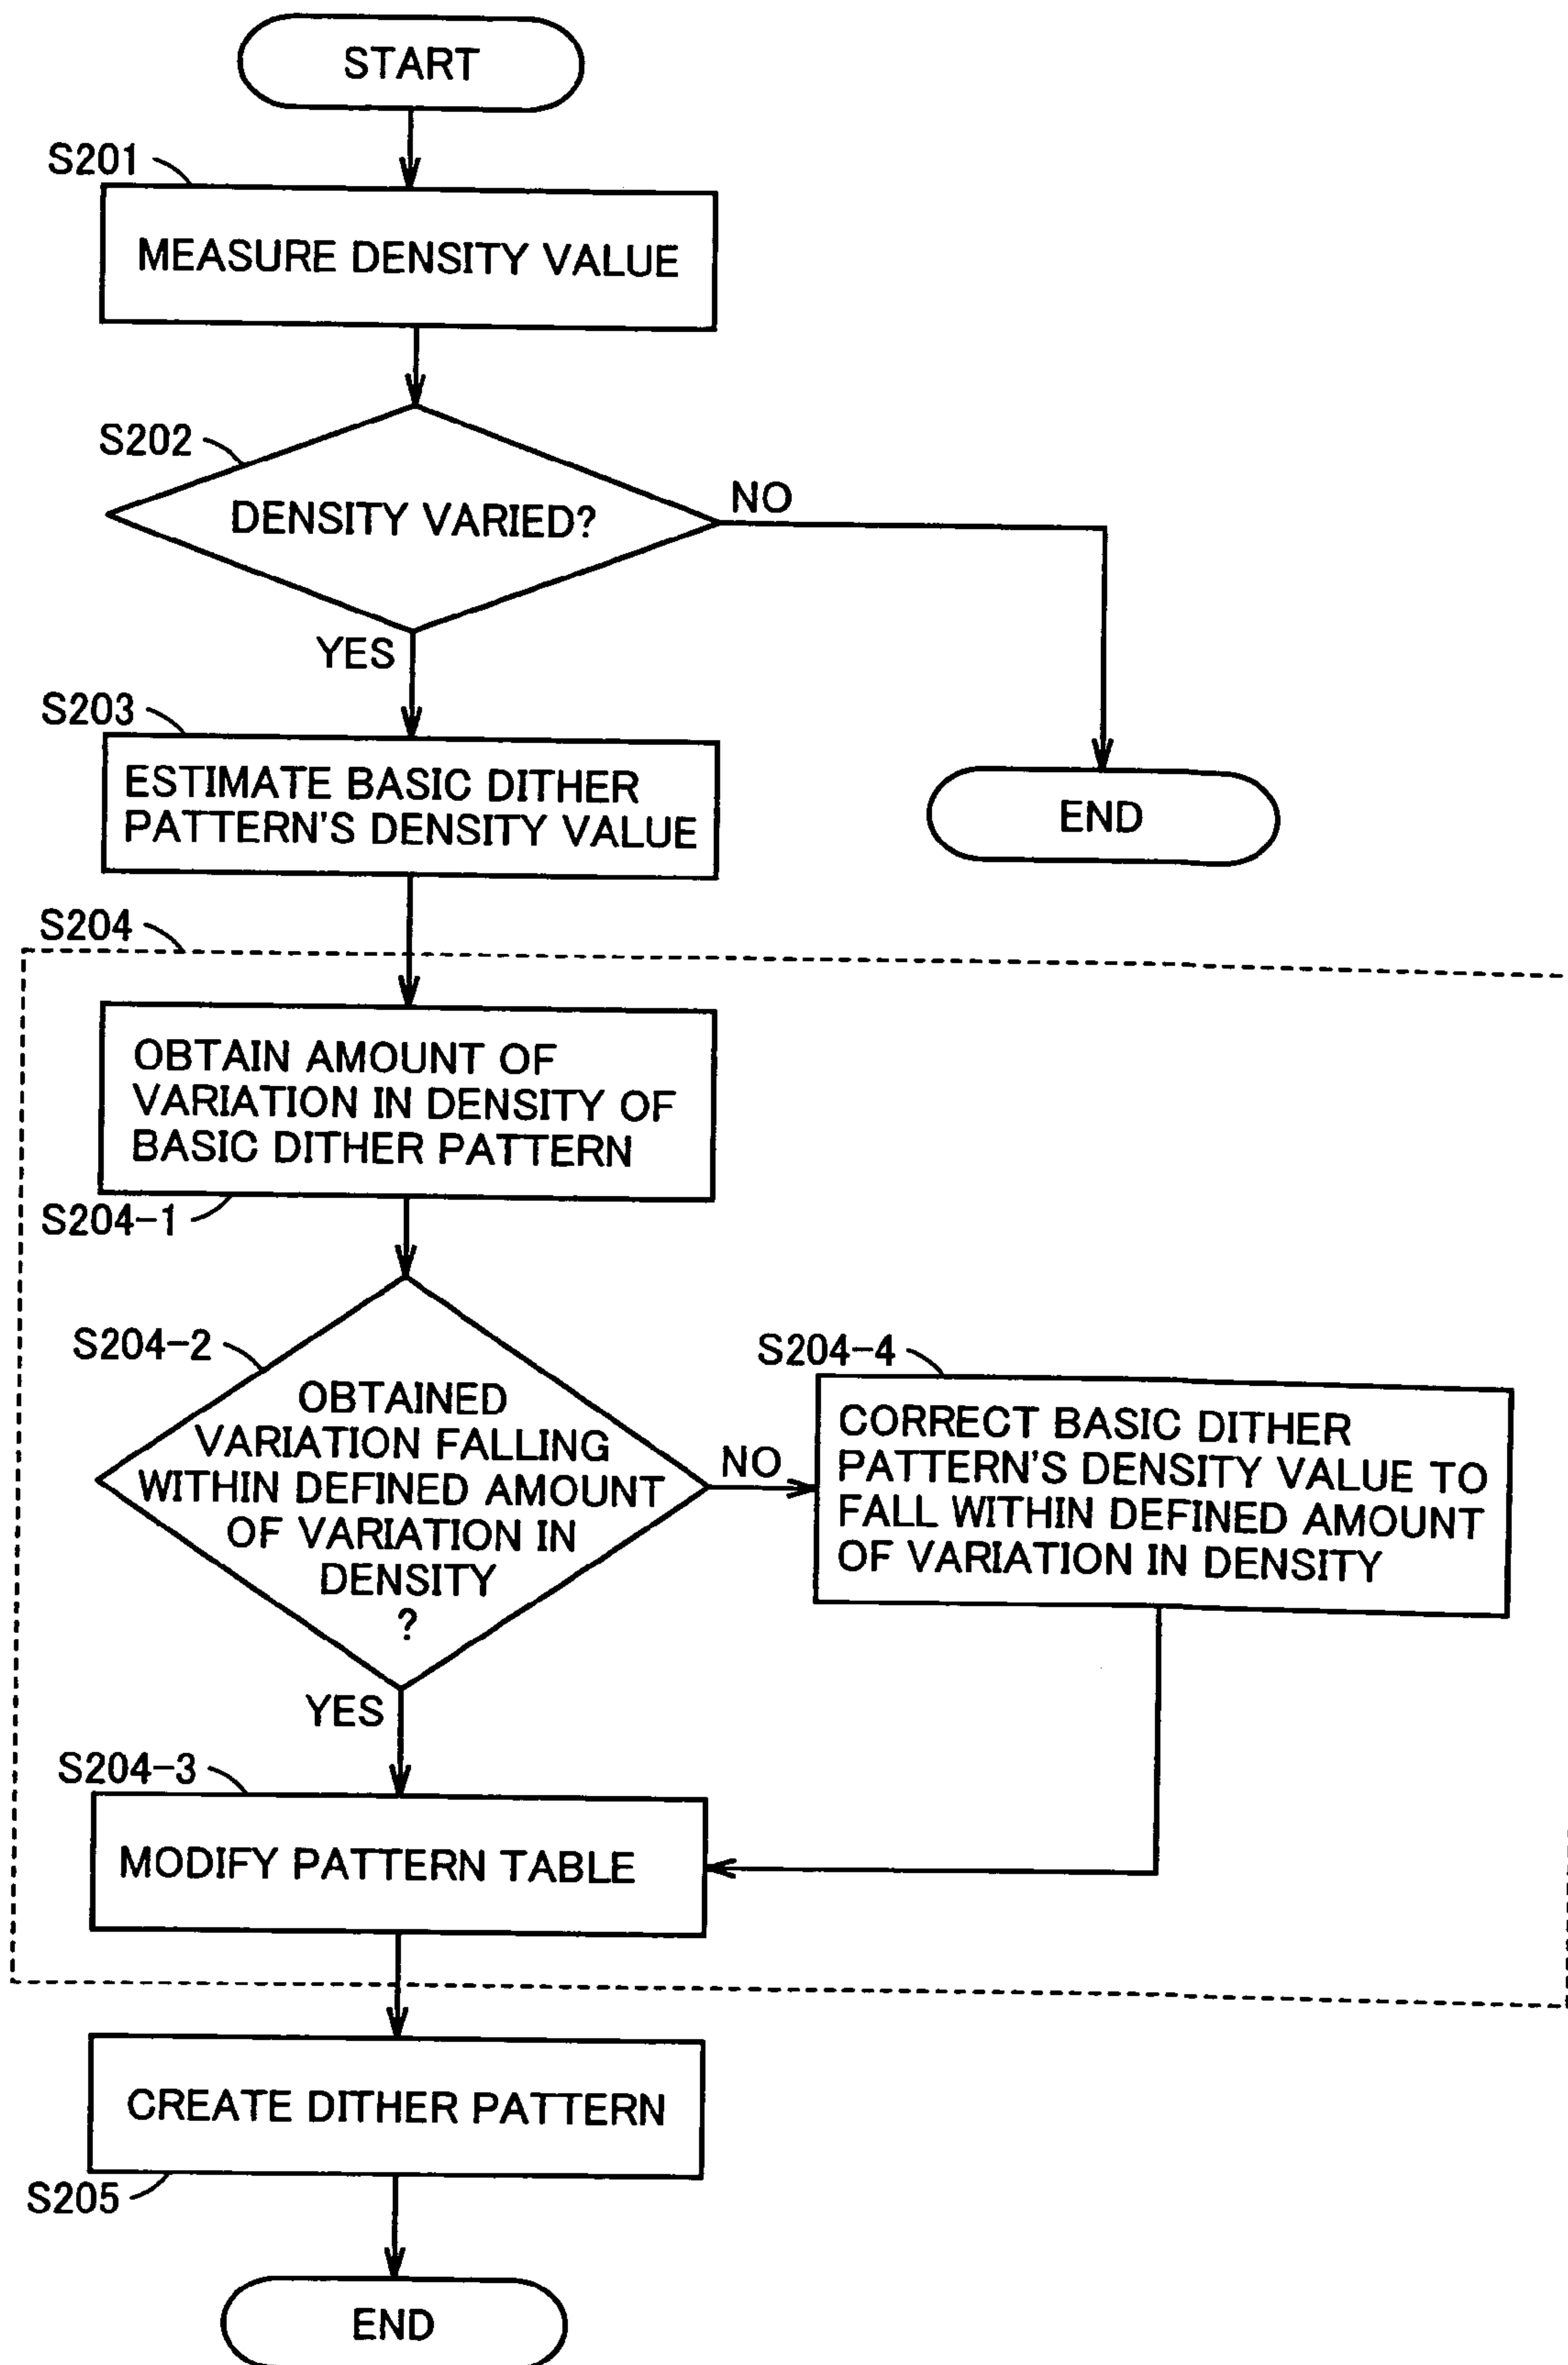 START
S201
MEASURE DENSITY VALUE
S202
DENSITY VARIED?
NO
YES
S203
ESTIMATE BASIC DITHER
PATTERN'S DENSITY VALUE
END
S204
OBTAIN AMOUNT OF
VARIATION IN DENSITY OF
BASIC DITHER PATTERN
S204-1
S204-2
OBTAINED
VARIATION FALLING
WITHIN DEFINED AMOUNT
OF VARIATION IN
DENSITY
?
NO
S204-4
CORRECT BASIC DITHER
PATTERN'S DENSITY VALUE TO
FALL WITHIN DEFINED AMOUNT
OF VARIATION IN DENSITY
YES
S204-3
MODIFY PATTERN TABLE
CREATE DITHER PATTERN
S205
END